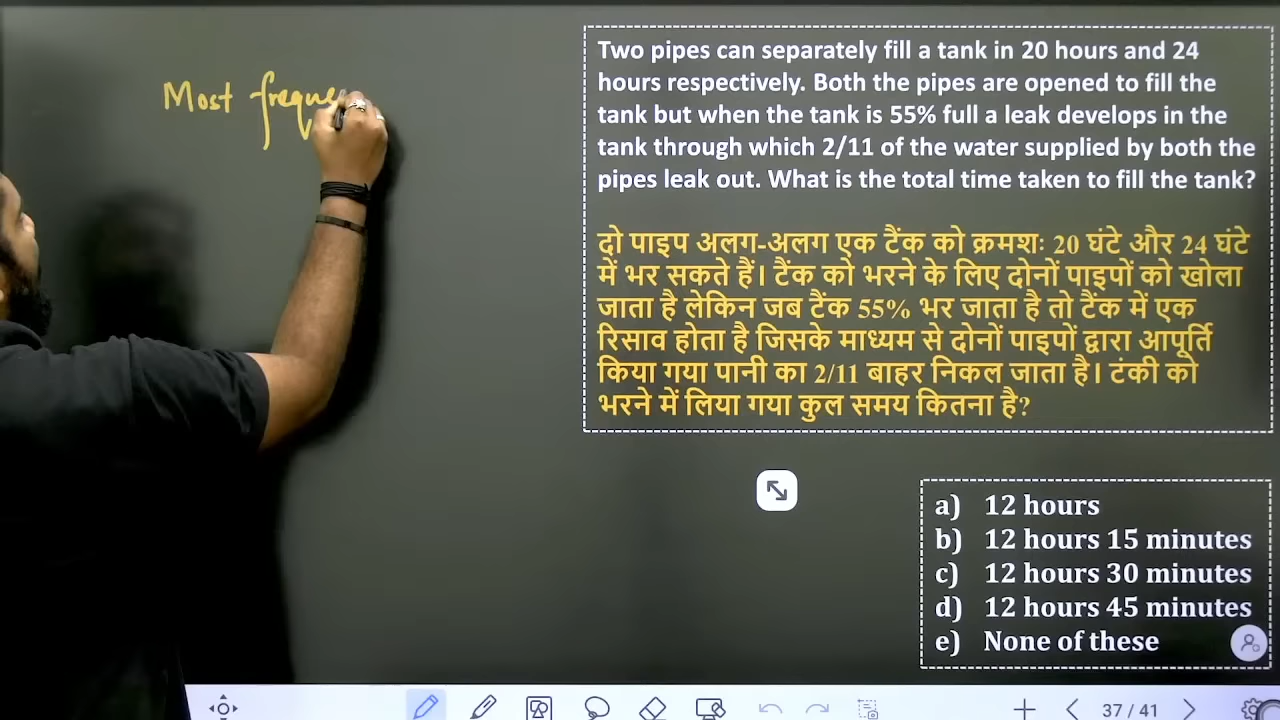 Most
Two pipes can separately fill a tank in 20 hours and 24
hours respectively. Both the pipes are opened to fill the
tank but when the tank is 55% full a leak develops in the
tank through which 2/11 of the water supplied by both the
pipes leak out. What is the total time taken to fill the tank?
दो पाइप अलग-अलग एक टैंक को क्रमशः 20 घंटे और 24 घंटे
में भर सकते हैं। टैंक को भरने के लिए दोनों पाइपों को खोला
जाता है लेकिन जब टैंक 55% भर जाता है तो टैंक में एक
रिसाव होता है जिसके माध्यम से दोनों पाइपों द्वारा आपूर्ति
किया गया पानी का 2/11 बाहर निकल जाता है। टंकी को
भरने में लिया गया कुल समय कितना है?
a) 12 hours
b) 12 hours 15 minutes
c) 12 hours 30 minutes
d) 12 hours 45 minutes
e) None of these
37 / 41